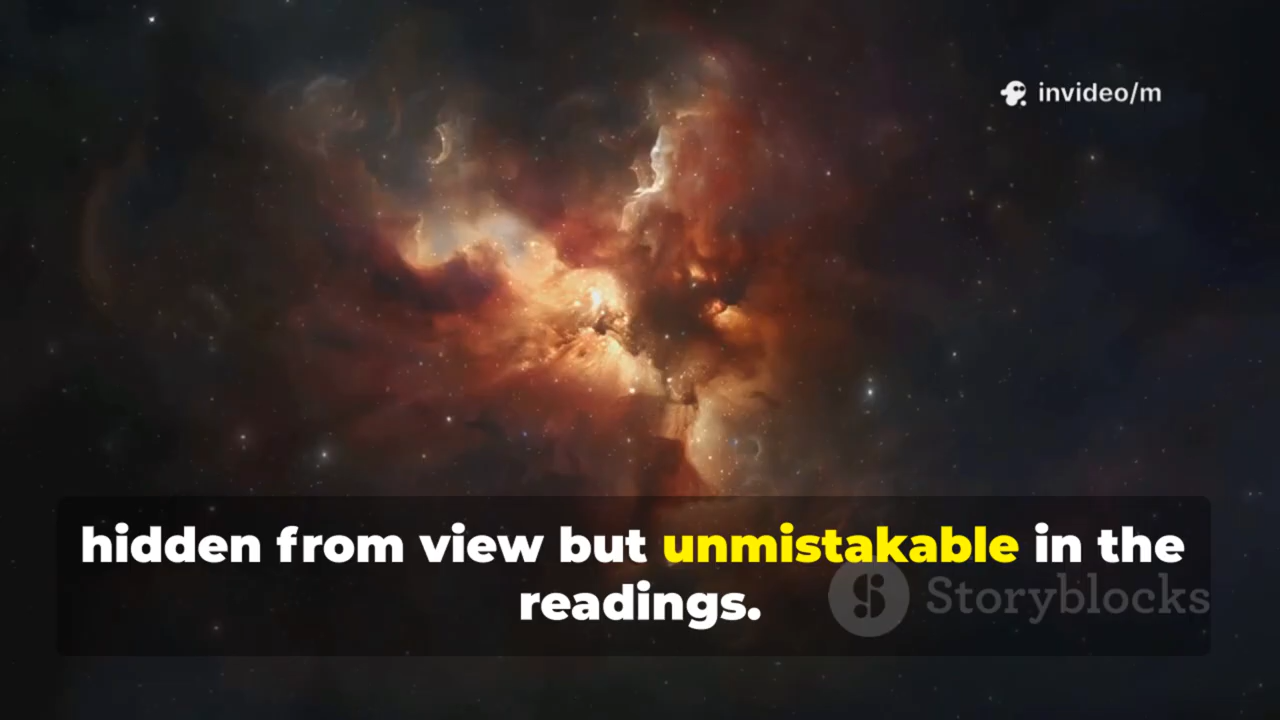 invideo/m
hidden from view but unmistakable in the
readings.
Storyblocks